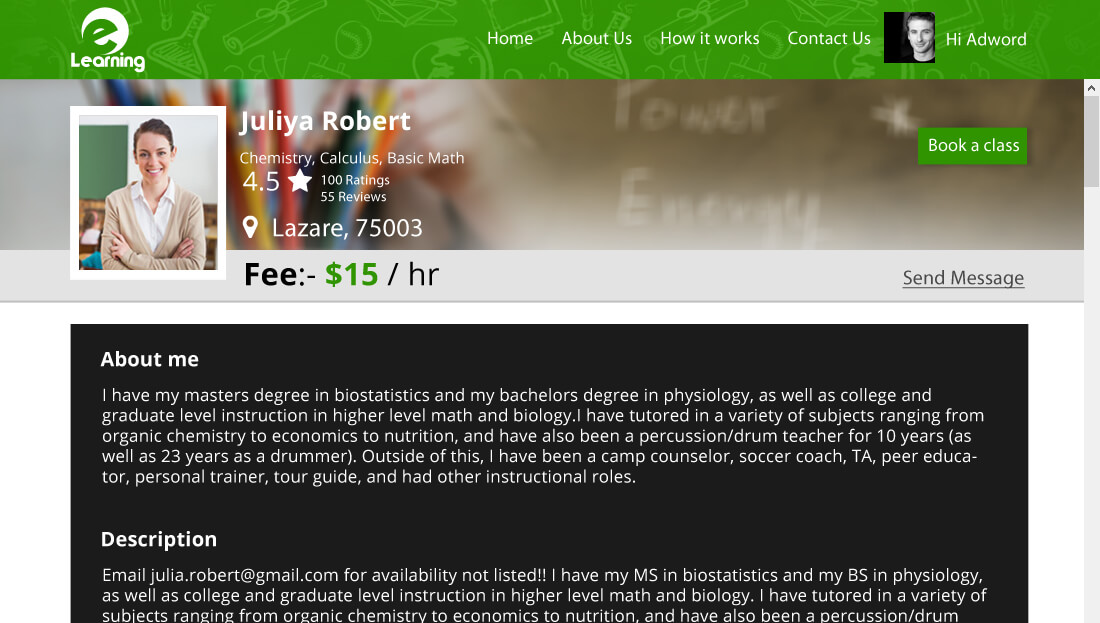 e
Learning
Home
About Us
How it works
Contact Us
Hi Adword
Power
Energy
Juliya Robert
Book a class
Chemistry, Calculus, Basic Math
4.5
100 Ratings
55 Reviews
Lazare, 75003
Fee:- $15 / hr
Send Message
About me
I have my masters degree in biostatistics and my bachelors degree in physiology, as well as college and
graduate level instruction in higher level math and biology.I have tutored in a variety of subjects ranging from
organic chemistry to economics to nutrition, and have also been a percussion/drum teacher for 10 years (as
well as 23 years as a drummer). Outside of this, I have been a camp counselor, soccer coach, TA, peer educa-
tor, personal trainer, tour guide, and had other instructional roles.
Description
Email julia.robert@gmail.com for availability not listed!! I have my MS in biostatistics and my BS in physiology,
as well as college and graduate level instruction in higher level math and biology. I have tutored in a variety of
subjects ranging from organic chemistry to economics to nutrition, and have also been a percussion/drum